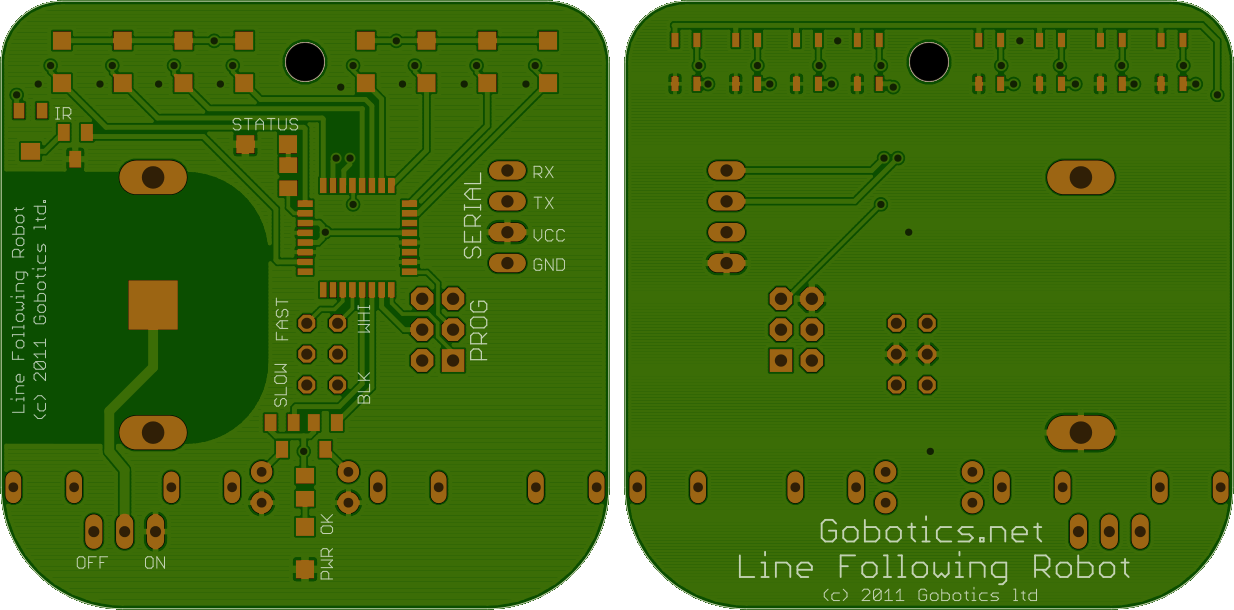 IR
STATUS
RX
TX
VCC
GND
SERIAL
Line Following Robot
(c) 2011 Gobotics ltd.
FAST
SLOW
WHI
BLK
PROG
OK
PWR
OFF
ON
Gobotics.net
Line Following Robot
(c) 2011 Gobotics ltd